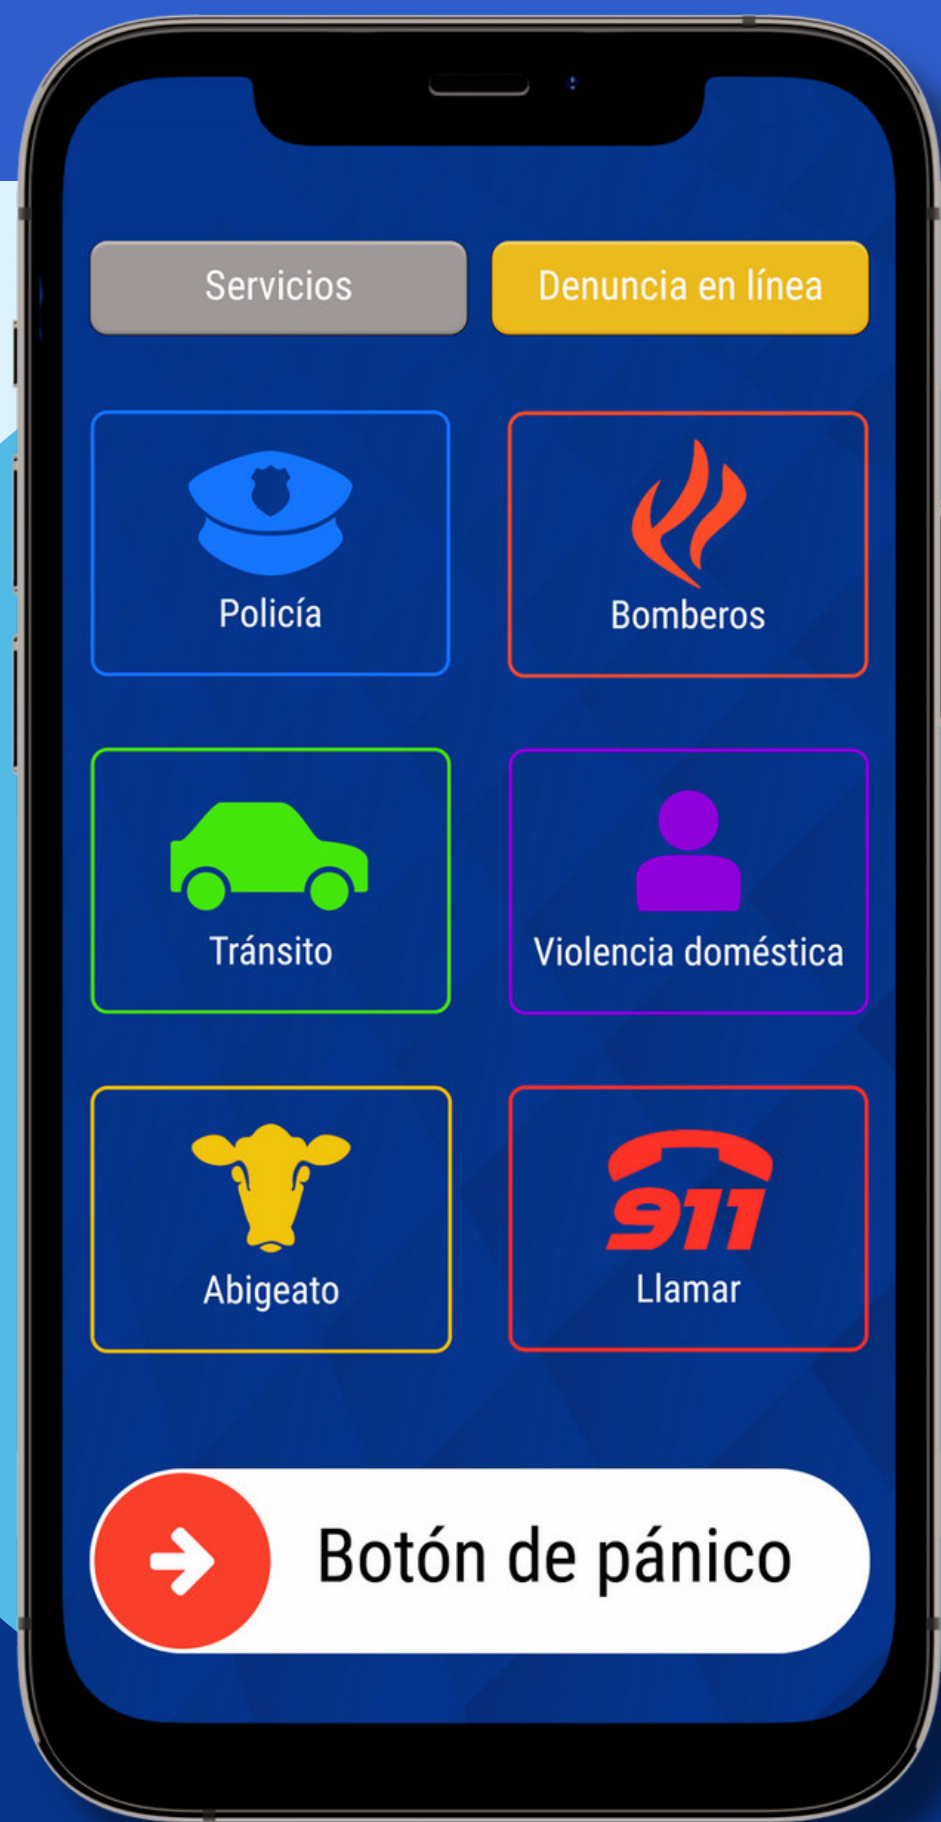 Servicios
Denuncia en línea
Policía
Bomberos
Tránsito
Violencia doméstica
Abigeato
911
Llamar
Botón de pánico